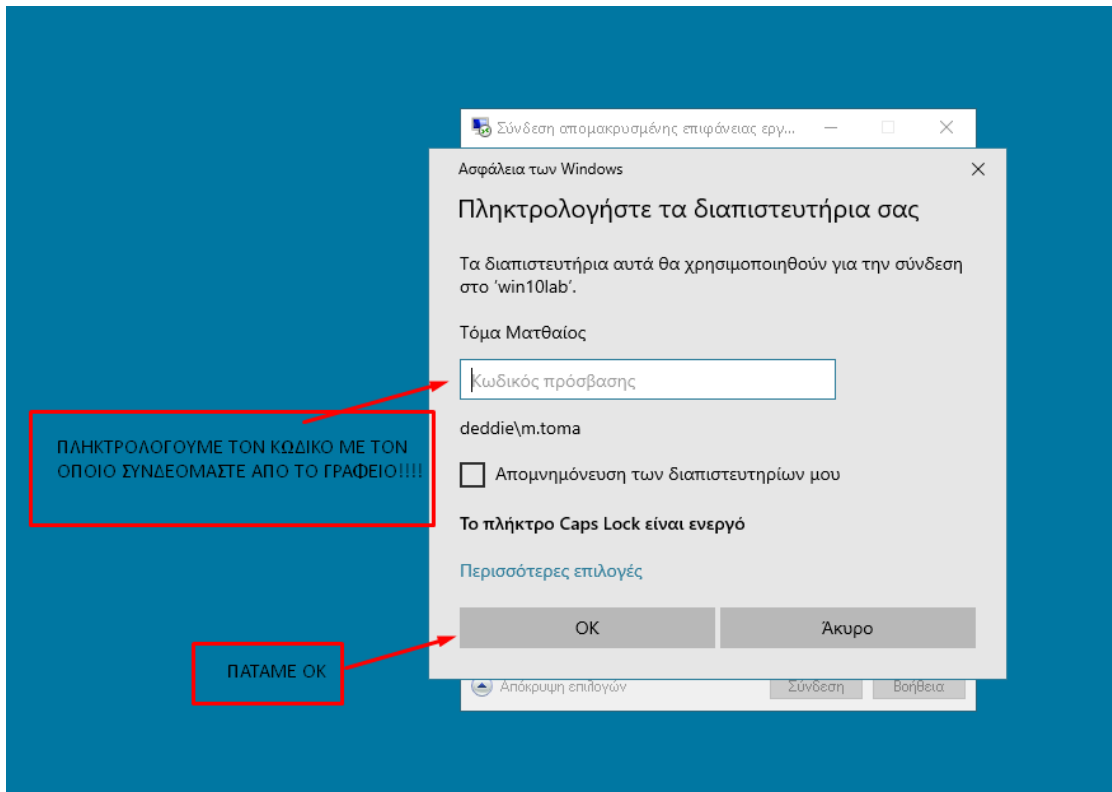 Σύνδεση απομακρυσμένης επιφάνειας εργ...
Ασφάλεια των Windows
Πληκτρολογήστε τα διαπιστευτήρια σας
Τα διαπιστευτήρια αυτά θα χρησιμοποιηθούν για την σύνδεση
στο 'win10lab'.
Τόμα Ματθαίος
Κωδικός πρόσβασης
deddie\m.toma
ΠΛΗΚΤΡΟΛΟΓΟΥΜΕ ΤΟΝ ΚΩΔΙΚΟ ΜΕ ΤΟΝ
ΟΠΟΙΟ ΣΥΝΔΕΟΜΑΣΤΕ ΑΠΟ ΤΟ ΓΡΑΦΕΙΟ!!!!
Απομνημόνευση των διαπιστευτηρίων μου
Το πλήκτρο Caps Lock είναι ενεργό
Περισσότερες επιλογές
OK
Άκυρο
ΠΑΤΑΜΕ ΟΚ
Απόκρυψη επιλογών
Σύνδεση
Βοήθεια